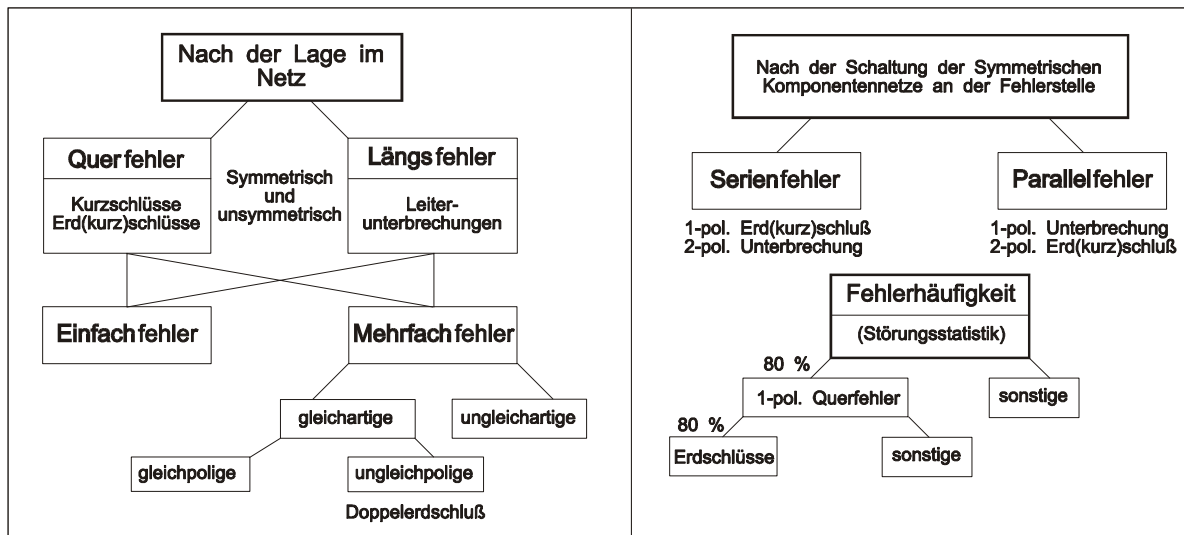 Nach der Lage im
Netz
Querfehler
Kurzschlüsse
Erd(kurz)schlüsse
Symmetrisch
und
unsymmetrisch
Längsfehler
Leiter-
unterbrechungen
Einfachfehler
Mehrfachfehler
gleichartige
ungleichartige
gleichpolige
ungleichpolige
Doppelerdschluß
Nach der Schaltung der Symmetrischen
Komponentennetze an der Fehlerstelle
Serienfehler
1-pol. Erd(kurz)schluß
2-pol. Unterbrechung
Parallelfehler
1-pol. Unterbrechung
2-pol. Erd(kurz)schluß
Fehlerhäufigkeit
(Störungsstatistik)
80 %
1-pol. Querfehler
sonstige
80 %
Erdschlüsse
sonstige